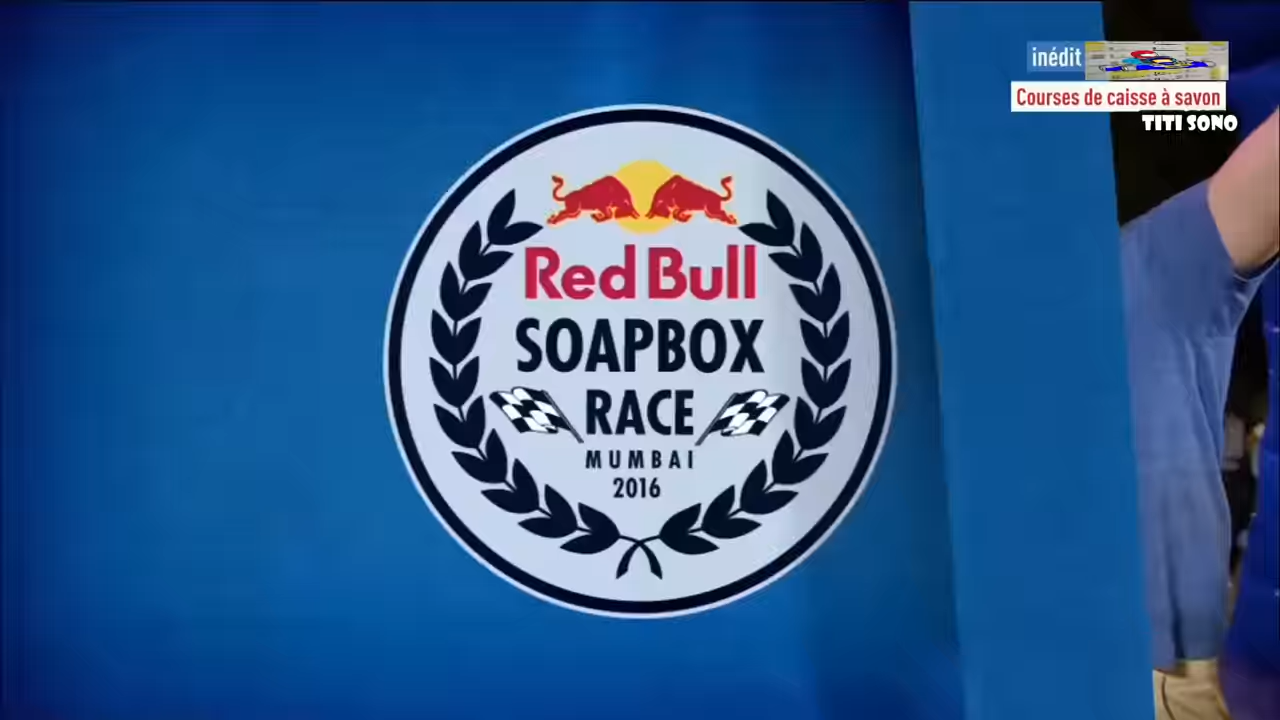 inédit
Courses de caisse à savon
TITI SONO
Red Bull
SOAPBOX
RACE
MUMBAI
2016